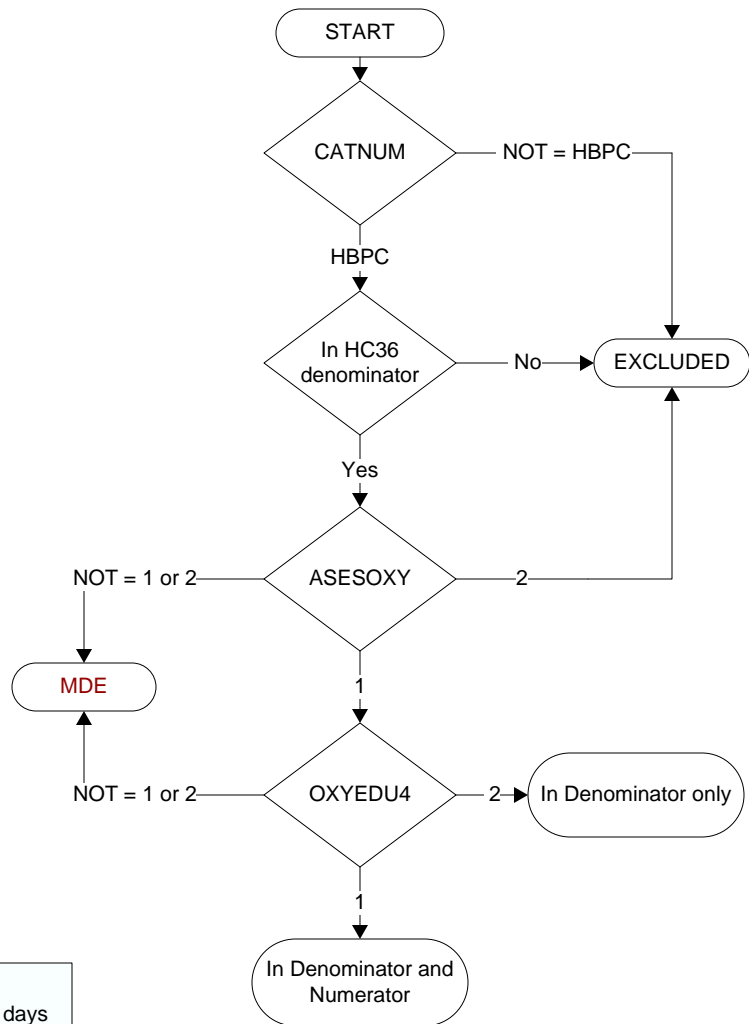 START
CATNUM
NOT = HBPC
HBPC
In HC36
denominator
No
EXCLUDED
Yes
NOT = 1 or 2
ASESOXY
2
MDE
1
NOT = 1 or 2
OXYEDU4
2
In Denominator only
1
In Denominator and
Numerator
days